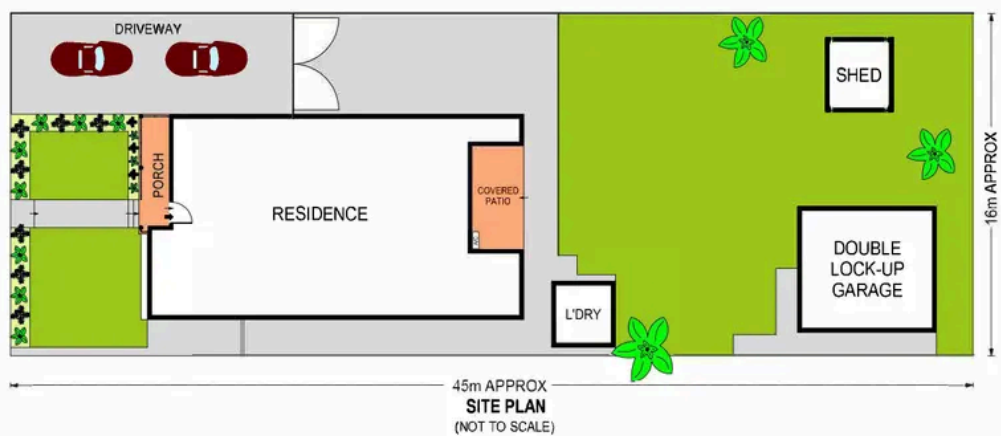 DRIVEWAY
SHED
PORCH
COVERED
PATIO
RESIDENCE
16m APPROX
DOUBLE
LOCK-UP
GARAGE
L'DRY
45m APPROX
SITE PLAN
(NOT TO SCALE)